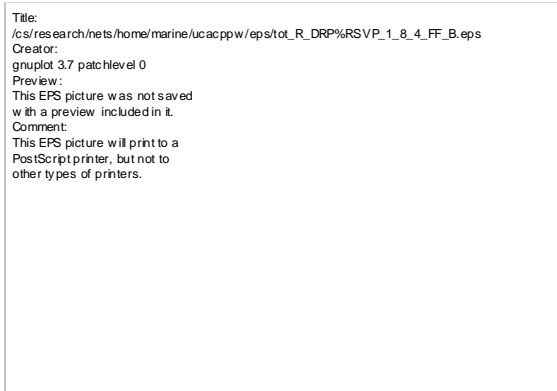 Title:
/cs/research/nets/home/marine/ucacppw/eps/tot_R_DRP%RSVP_1_8_4_FF_B.eps
Creator:
gnuplot 3.7 patchlevel 0
Preview:
This EPS picture was not saved
with a preview included in it.
Comment:
This EPS picture will print to a
PostScript printer, but not to
other types of printers.